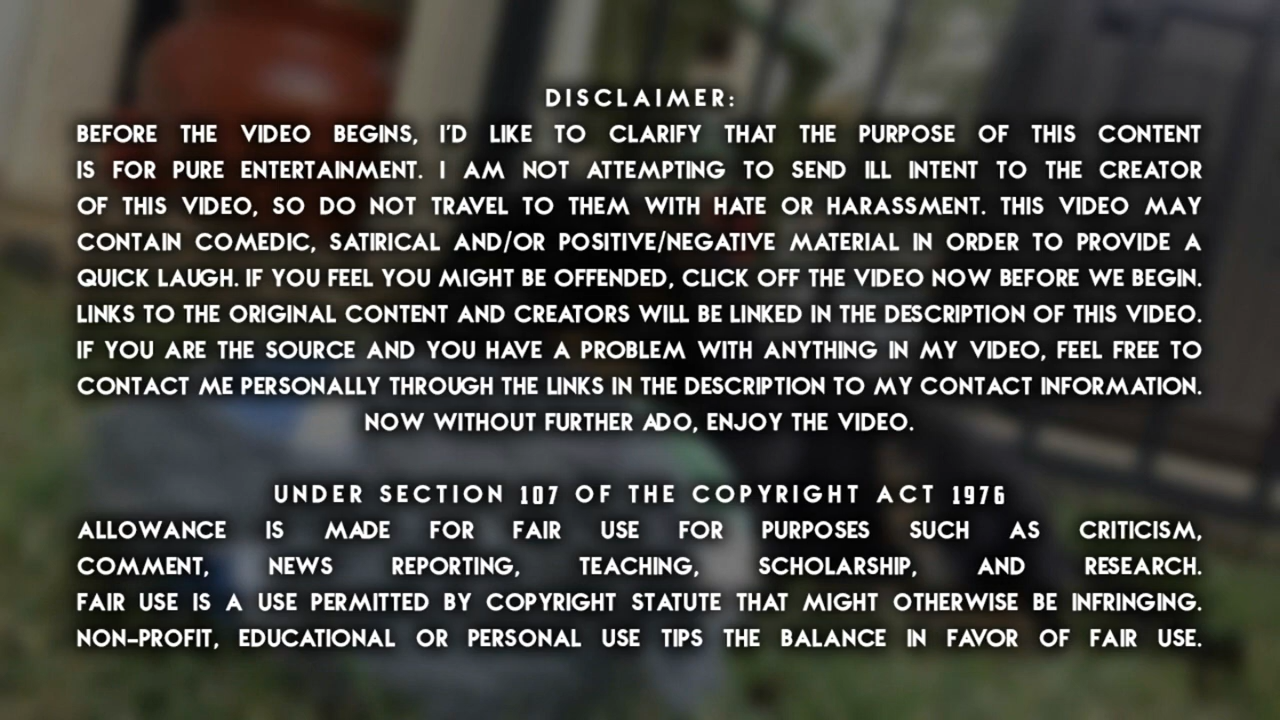 DISCLAIMER:
BEFORE THE VIDEO BEGINS, I'D LIKE TO CLARIFY THAT THE PURPOSE OF THIS CONTENT
IS FOR PURE ENTERTAINMENT. I AM NOT ATTEMPTING TO SEND ILL INTENT TO THE CREATOR
OF THIS VIDEO, SO DO NOT TRAVEL TO THEM WITH HATE OR HARASSMENT. THIS VIDEO MAY
CONTAIN COMEDIC, SATIRICAL AND/OR POSITIVE/NEGATIVE MATERIAL IN ORDER TO PROVIDE A
QUICK LAUGH. IF YOU FEEL YOU MIGHT BE OFFENDED, CLICK OFF THE VIDEO NOW BEFORE WE BEGIN.
LINKS TO THE ORIGINAL CONTENT AND CREATORS WILL BE LINKED IN THE DESCRIPTION OF THIS VIDEO.
IF YOU ARE THE SOURCE AND YOU HAVE A PROBLEM WITH ANYTHING IN MY VIDEO, FEEL FREE TO
CONTACT ME PERSONALLY THROUGH THE LINKS IN THE DESCRIPTION TO MY CONTACT INFORMATION.
NOW WITHOUT FURTHER ADO, ENJOY THE VIDEO.
UNDER SECTION 107 OF THE COPYRIGHT ACT 1976
ALLOWANCE IS MADE FOR FAIR USE FOR PURPOSES SUCH AS CRITICISM,
COMMENT, NEWS REPORTING, TEACHING, SCHOLARSHIP, AND RESEARCH.
FAIR USE IS A USE PERMITTED BY COPYRIGHT STATUTE THAT MIGHT OTHERWISE BE INFRINGING.
NON-PROFIT, EDUCATIONAL OR PERSONAL USE TIPS THE BALANCE IN FAVOR OF FAIR USE.